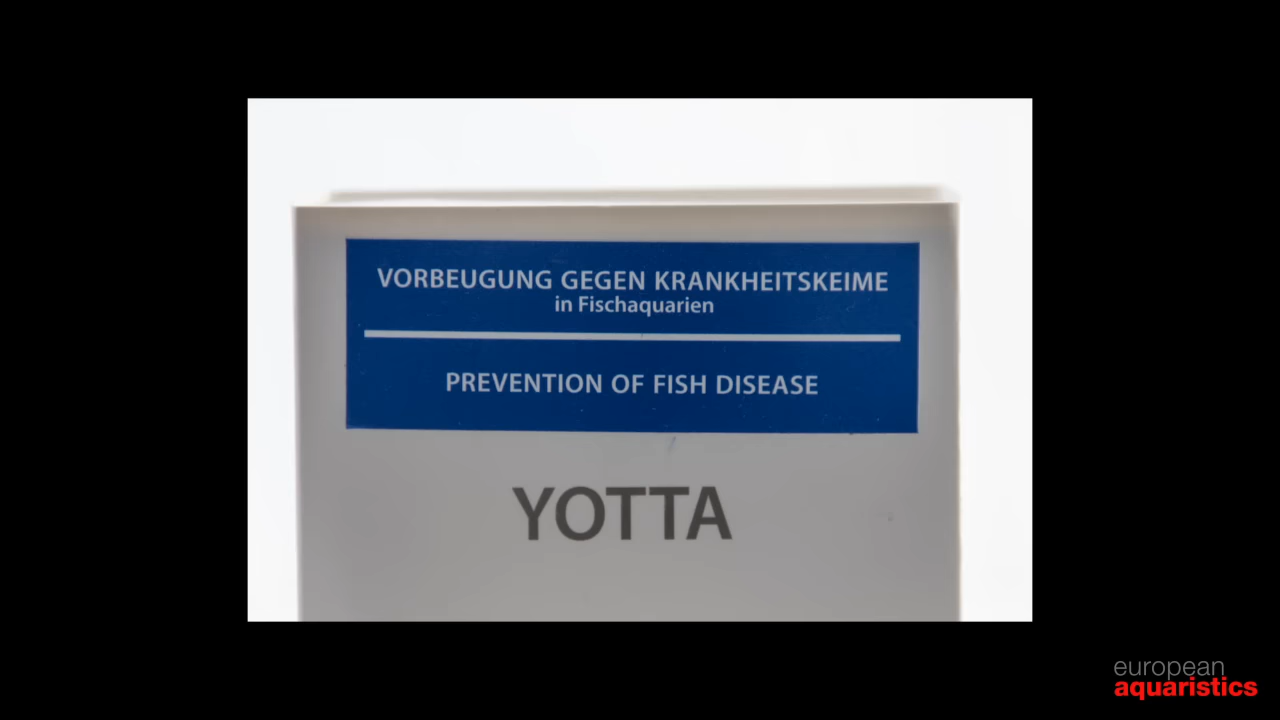 VORBEUGUNG GEGEN KRANKHEITSKEIME
in Fischaquarien
PREVENTION OF FISH DISEASE
YOTTA
european
aquaristics